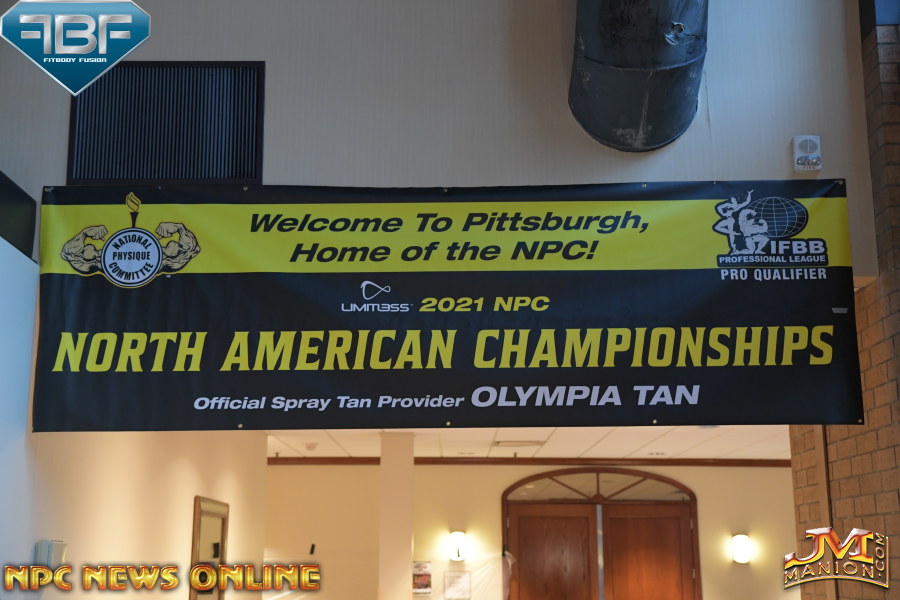 FBF
FITBODY FUSION
Welcome To Pittsburgh,
Home of the NPC!
NATIONAL
PHYSIQUE
COMMITTEE
IFBB
PROFESSIONAL LEAGUE
PRO QUALIFIER
LIMITLESS 2021 NPC
NORTH AMERICAN CHAMPIONSHIPS
Official Spray Tan Provider OLYMPIA TAN
NPC NEWS ONLINE
JM
MANION.COM